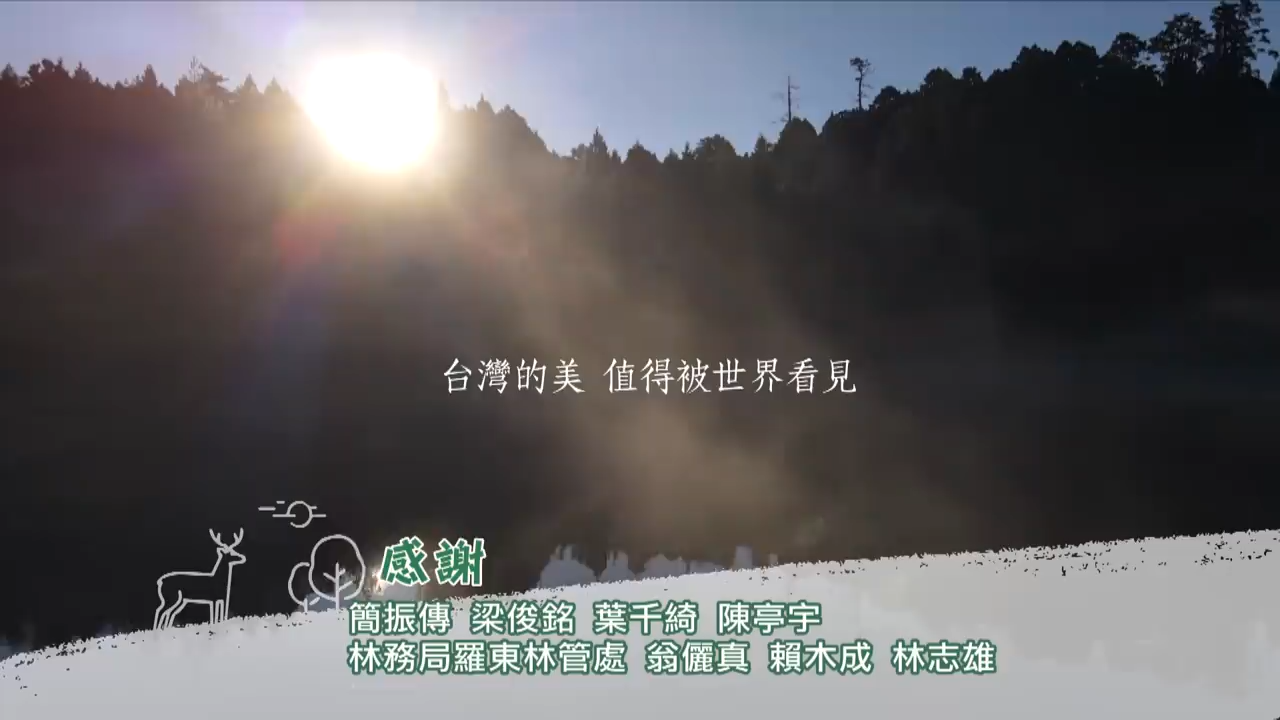 台灣的美 值得被世界看見
感謝
簡振傳 梁俊銘 葉千綺 陳亭宇
林務局羅東林管處 翁儷真 賴木成 林志雄